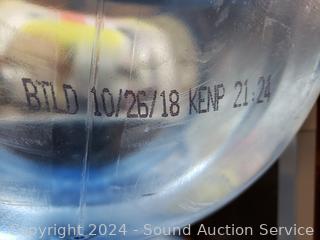 BTLD 10/26/18 KENP 21:24
Copyright 2024 - Sound Auction Service